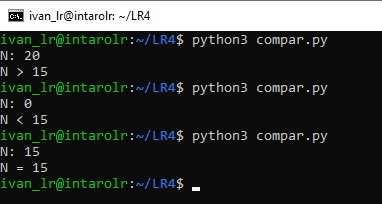 ivan_lr@intarolr: ~/LR4
ivan_lr@intarolr:~/LR4$ python3 compar.py
N: 20
N > 15
ivan_lr@intarolr:~/LR4$ python3 compar.py
N: 0
N < 15
ivan_lr@intarolr:~/LR4$ python3 compar.py
N: 15
N = 15
ivan_lr@intarolr:~/LR4$